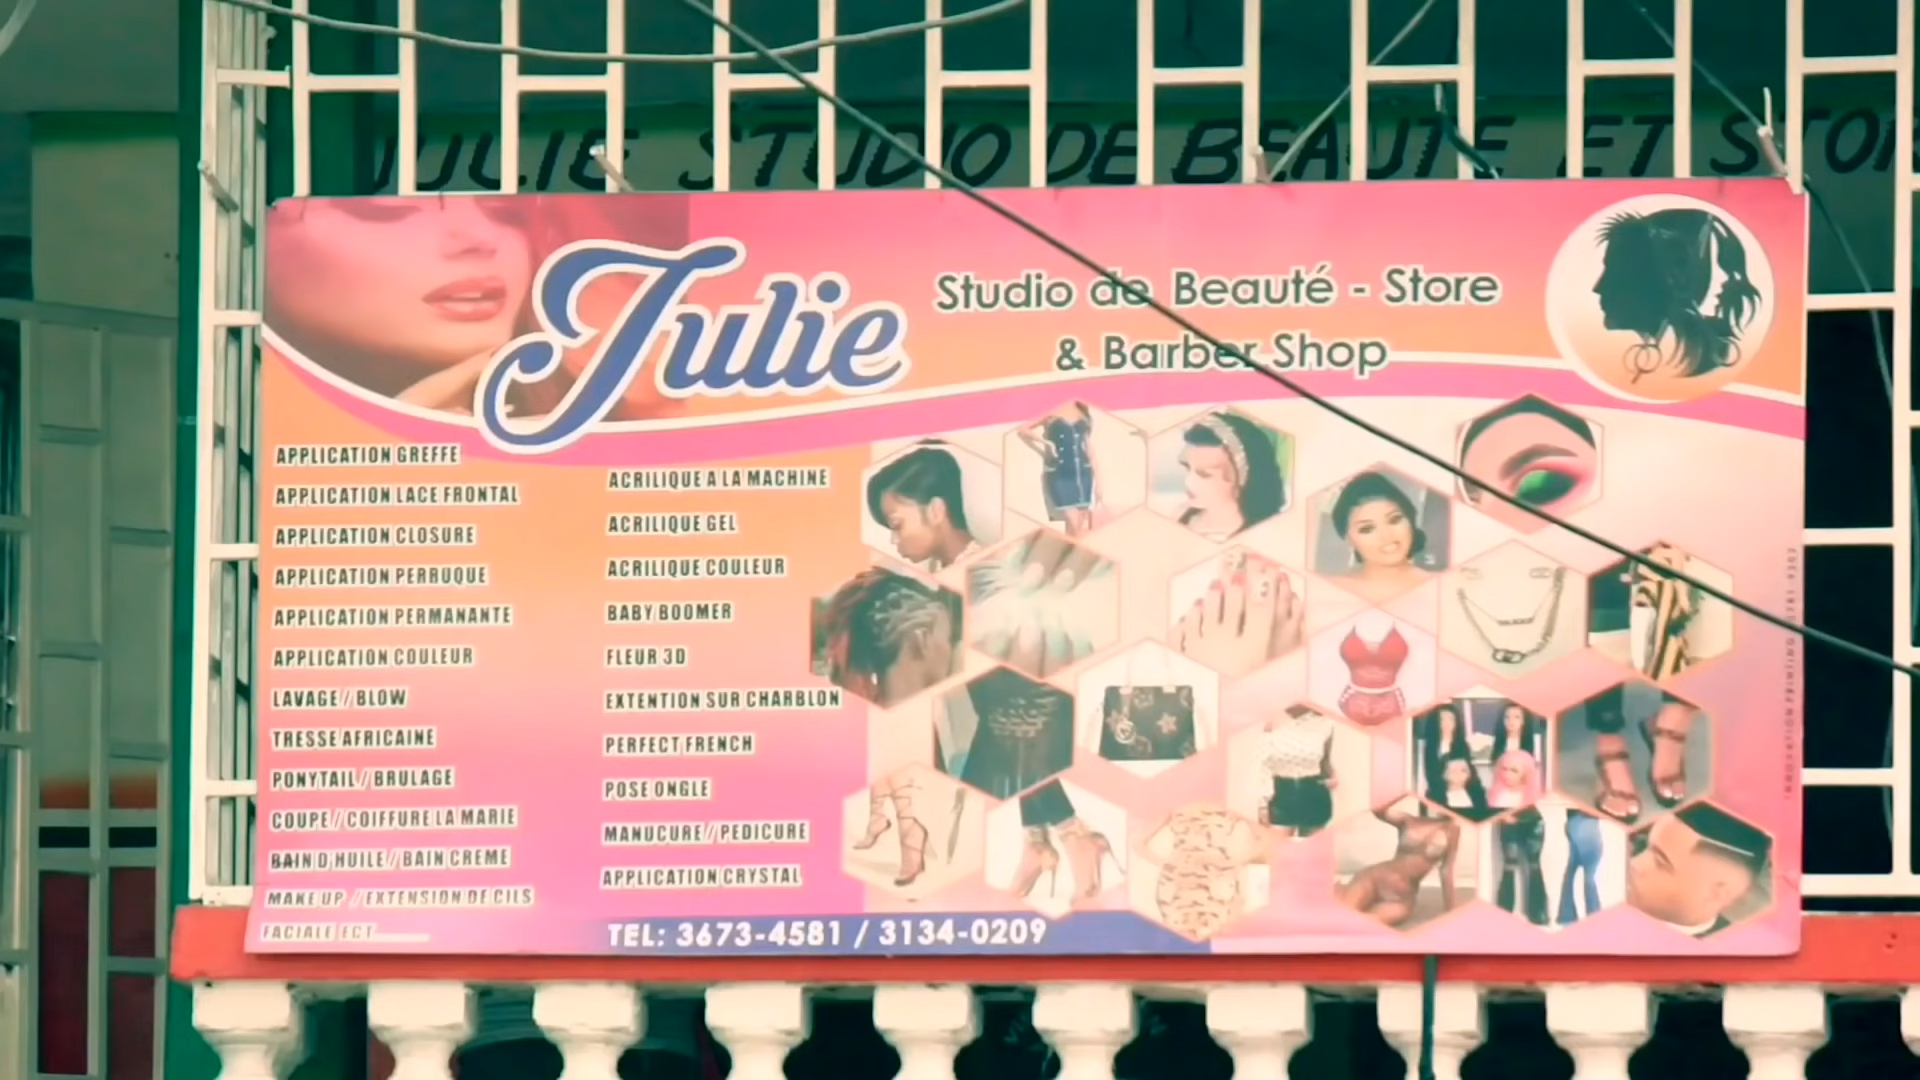 JULIE STUDIO DE BEAUTE ET STOR
Julie
Studio de Beauté - Store
& Barber Shop
APPLICATION GREFFE
APPLICATION LACE FRONTAL
APPLICATION CLOSURE
APPLICATION PERRUQUE
APPLICATION PERMANANTE
APPLICATION COULEUR
LAVAGE / BLOW
TRESSE AFRICAINE
PONYTAIL / BRULAGE
COUPE / COIFFURE LA MARIE
BAIN D'HUILE / BAIN CREME
MAKE UP / EXTENSION DE CILS
FACIALE ECT
ACRILIQUE A LA MACHINE
ACRILIQUE GEL
ACRILIQUE COULEUR
BABY BOOMER
FLEUR 3D
EXTENTION SUR CHARBLON
PERFECT FRENCH
POSE ONGLE
MANUCURE / PEDICURE
APPLICATION CRYSTAL
TEL: 3673-4581 / 3134-0209